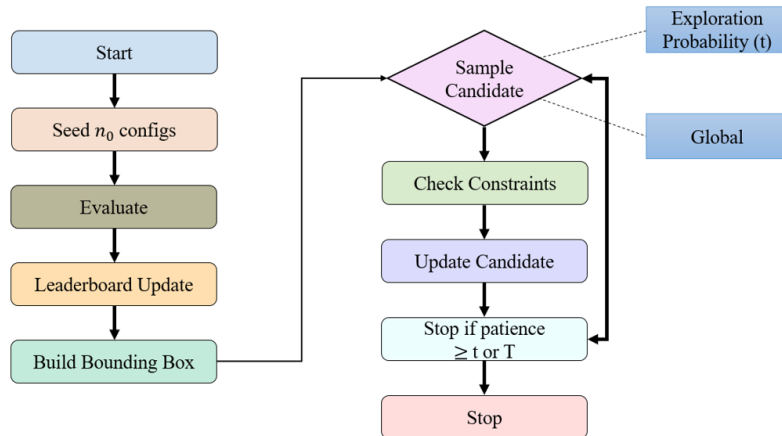 Start
Seed n₀ configs
Evaluate
Leaderboard Update
Build Bounding Box
Sample
Candidate
Exploration
Probability (t)
Global
Check Constraints
Update Candidate
Stop if patience
≥ t or T
Stop